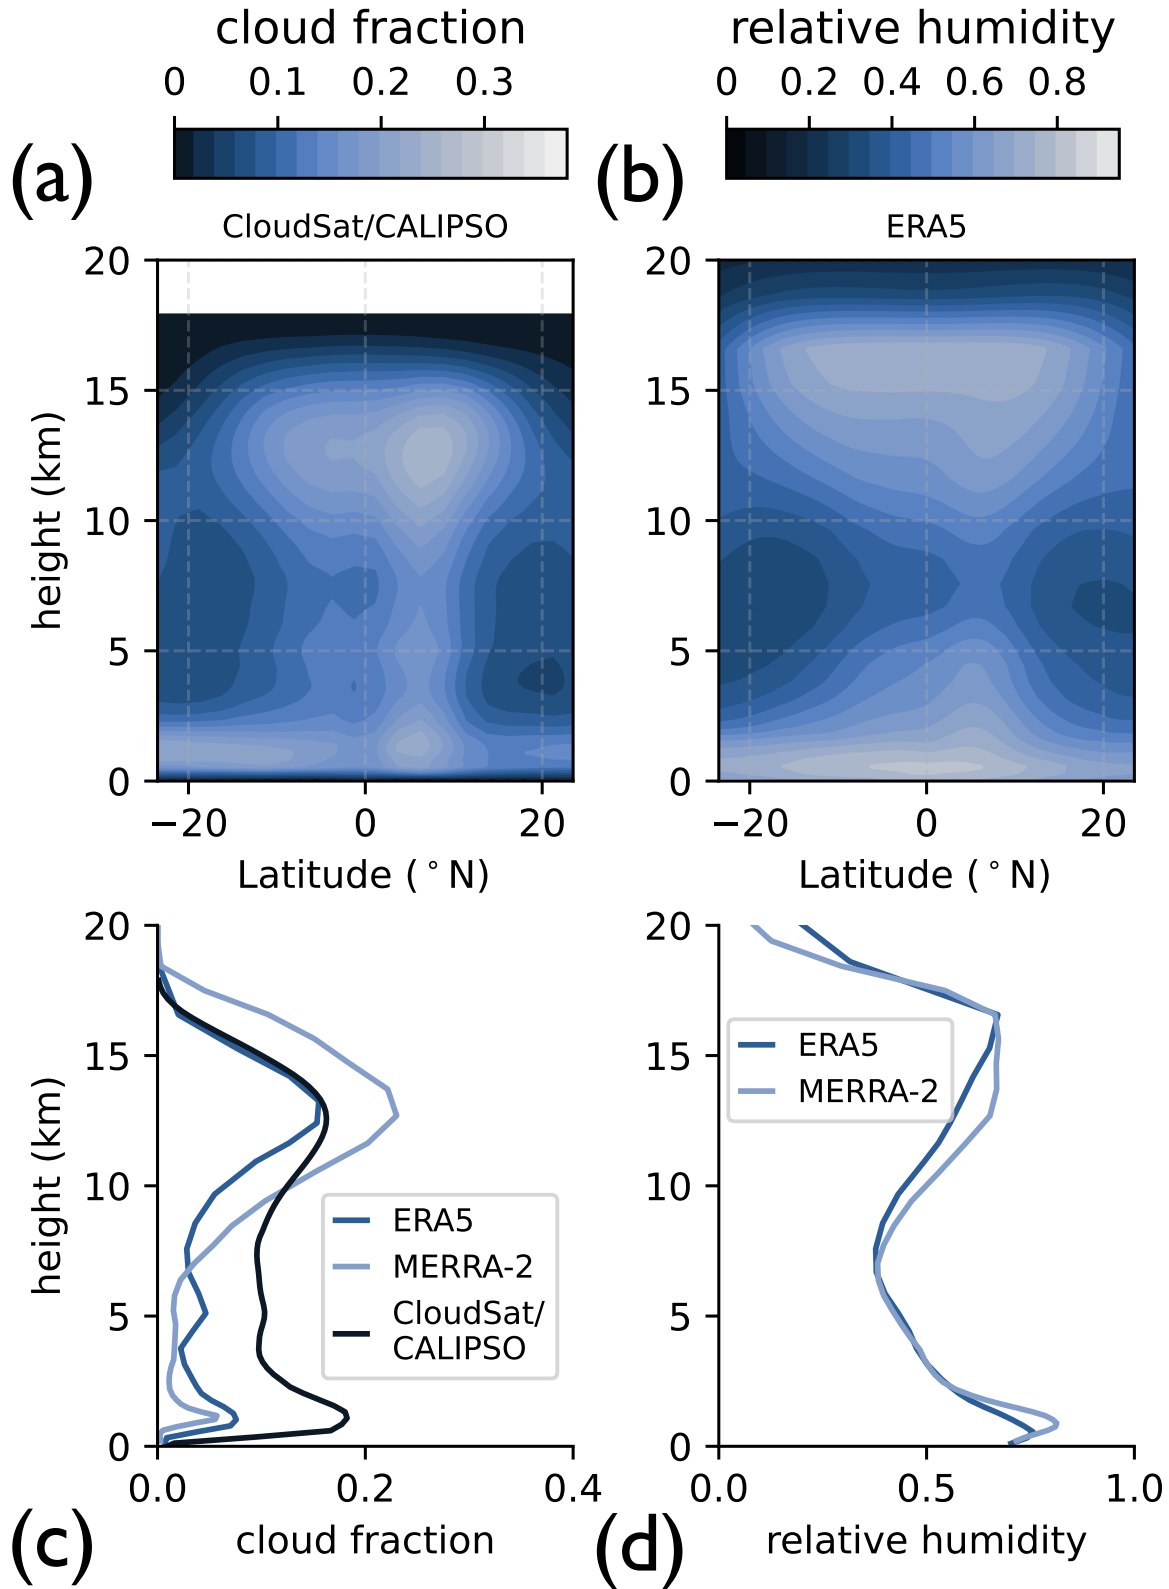 cloud fraction
0 0.1 0.2 0.3
(a)
CloudSat/CALIPSO
20
15
10
5
0
height (km)
−20 0 20
Latitude (°N)
relative humidity
0 0.2 0.4 0.6 0.8
(b)
ERA5
20
15
10
5
0
−20 0 20
Latitude (°N)
20
15
10
5
0
height (km)
ERA5
MERRA-2
CloudSat/
CALIPSO
0.0 0.2 0.4
(c)
cloud fraction
20
15
10
5
0
ERA5
MERRA-2
0.0 0.5 1.0
(d)
relative humidity